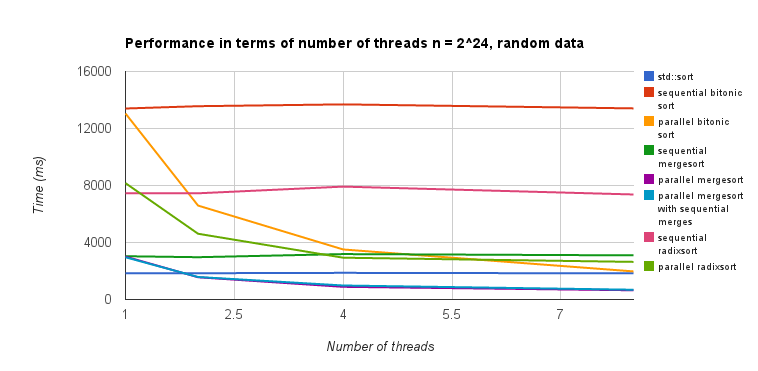 Performance in terms of number of threads n = 2^24, random data
16000
12000
8000
4000
0
Time (ms)
1
2.5
4
5.5
7
Number of threads
std::sort
sequential bitonic
sort
parallel bitonic
sort
sequential
mergesort
parallel mergesort
parallel mergesort
with sequential
merges
sequential
radixsort
parallel radixsort